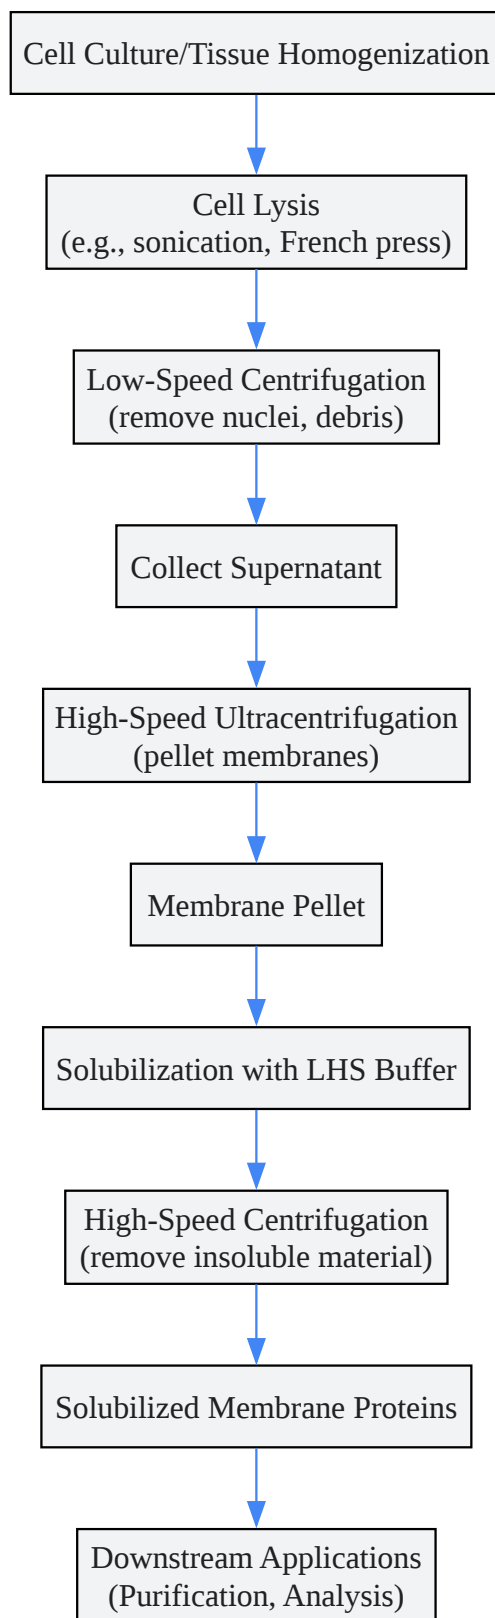 Cell Culture/Tissue Homogenization
Cell Lysis
(e.g., sonication, French press)
Low-Speed Centrifugation
(remove nuclei, debris)
Collect Supernatant
High-Speed Ultracentrifugation
(pellet membranes)
Membrane Pellet
Solubilization with LHS Buffer
High-Speed Centrifugation
(remove insoluble material)
Solubilized Membrane Proteins
Downstream Applications
(Purification, Analysis)